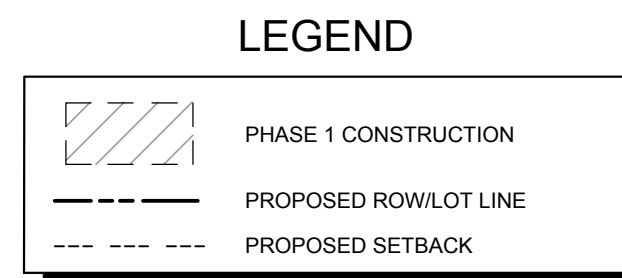 LEGEND
PHASE 1 CONSTRUCTION
PROPOSED ROW/LOT LINE
PROPOSED SETBACK